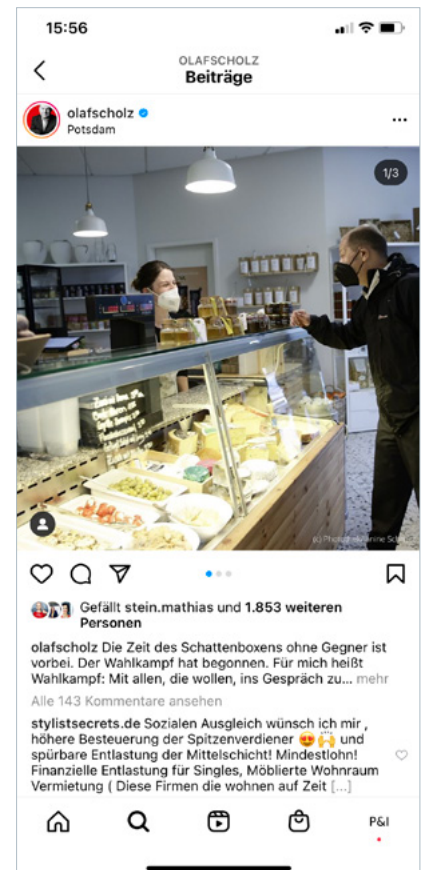 15:56
OLAFSCHOLZ
Beiträge
olafscholz
Potsdam
1/3
Gefällt stein.mathias und 1.853 weiteren
Personen
olafscholz Die Zeit des Schattenboxens ohne Gegner ist
vorbei. Der Wahlkampf hat begonnen. Für mich heißt
Wahlkampf: Mit allen, die wollen, ins Gespräch zu... mehr
Alle 143 Kommentare ansehen
stylistsecrets.de Sozialen Ausgleich wünsch ich mir ,
höhere Besteuerung der Spitzenverdiener 😍🙌 und
spürbare Entlastung der Mittelschicht! Mindestlohn!
Finanzielle Entlastung für Singles, Möblierte Wohnraum
Vermietung ( Diese Firmen die wohnen auf Zeit [...]
P&I